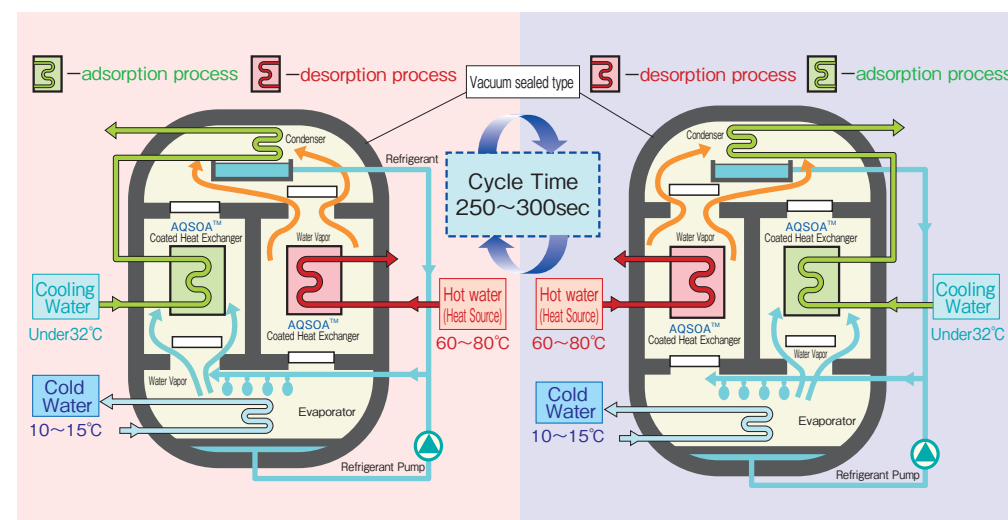 adsorption process
desorption process
Vacuum sealed type
desorption process
adsorption process
Condenser
Refrigerant
Cycle Time
250～300sec
AQSOA™
Coated Heat Exchanger
Water Vapor
Cooling
Water
Under32℃
Hot water
(Heat Source)
60～80℃
AQSOA™
Coated Heat Exchanger
Water Vapor
Cold
Water
10～15℃
Evaporator
Refrigerant Pump
Condenser
Water Vapor
AQSOA™
Coated Heat Exchanger
Hot water
(Heat Source)
60～80℃
Cooling
Water
Under32℃
AQSOA™
Coated Heat Exchanger
Water Vapor
Cold
Water
10～15℃
Evaporator
Refrigerant Pump